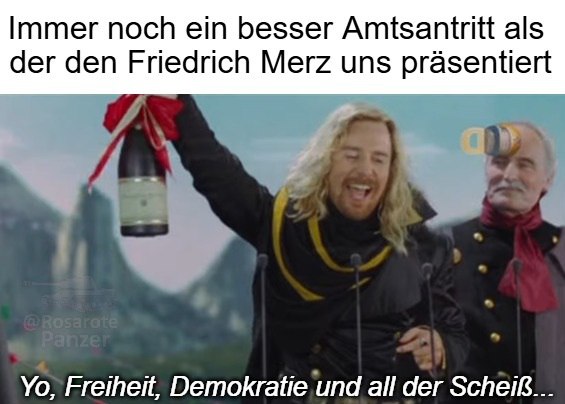 Immer noch ein besser Amtsantritt als
der den Friedrich Merz uns präsentiert
@Rosarote
Panzer
Yo, Freiheit, Demokratie und all der Scheiß...